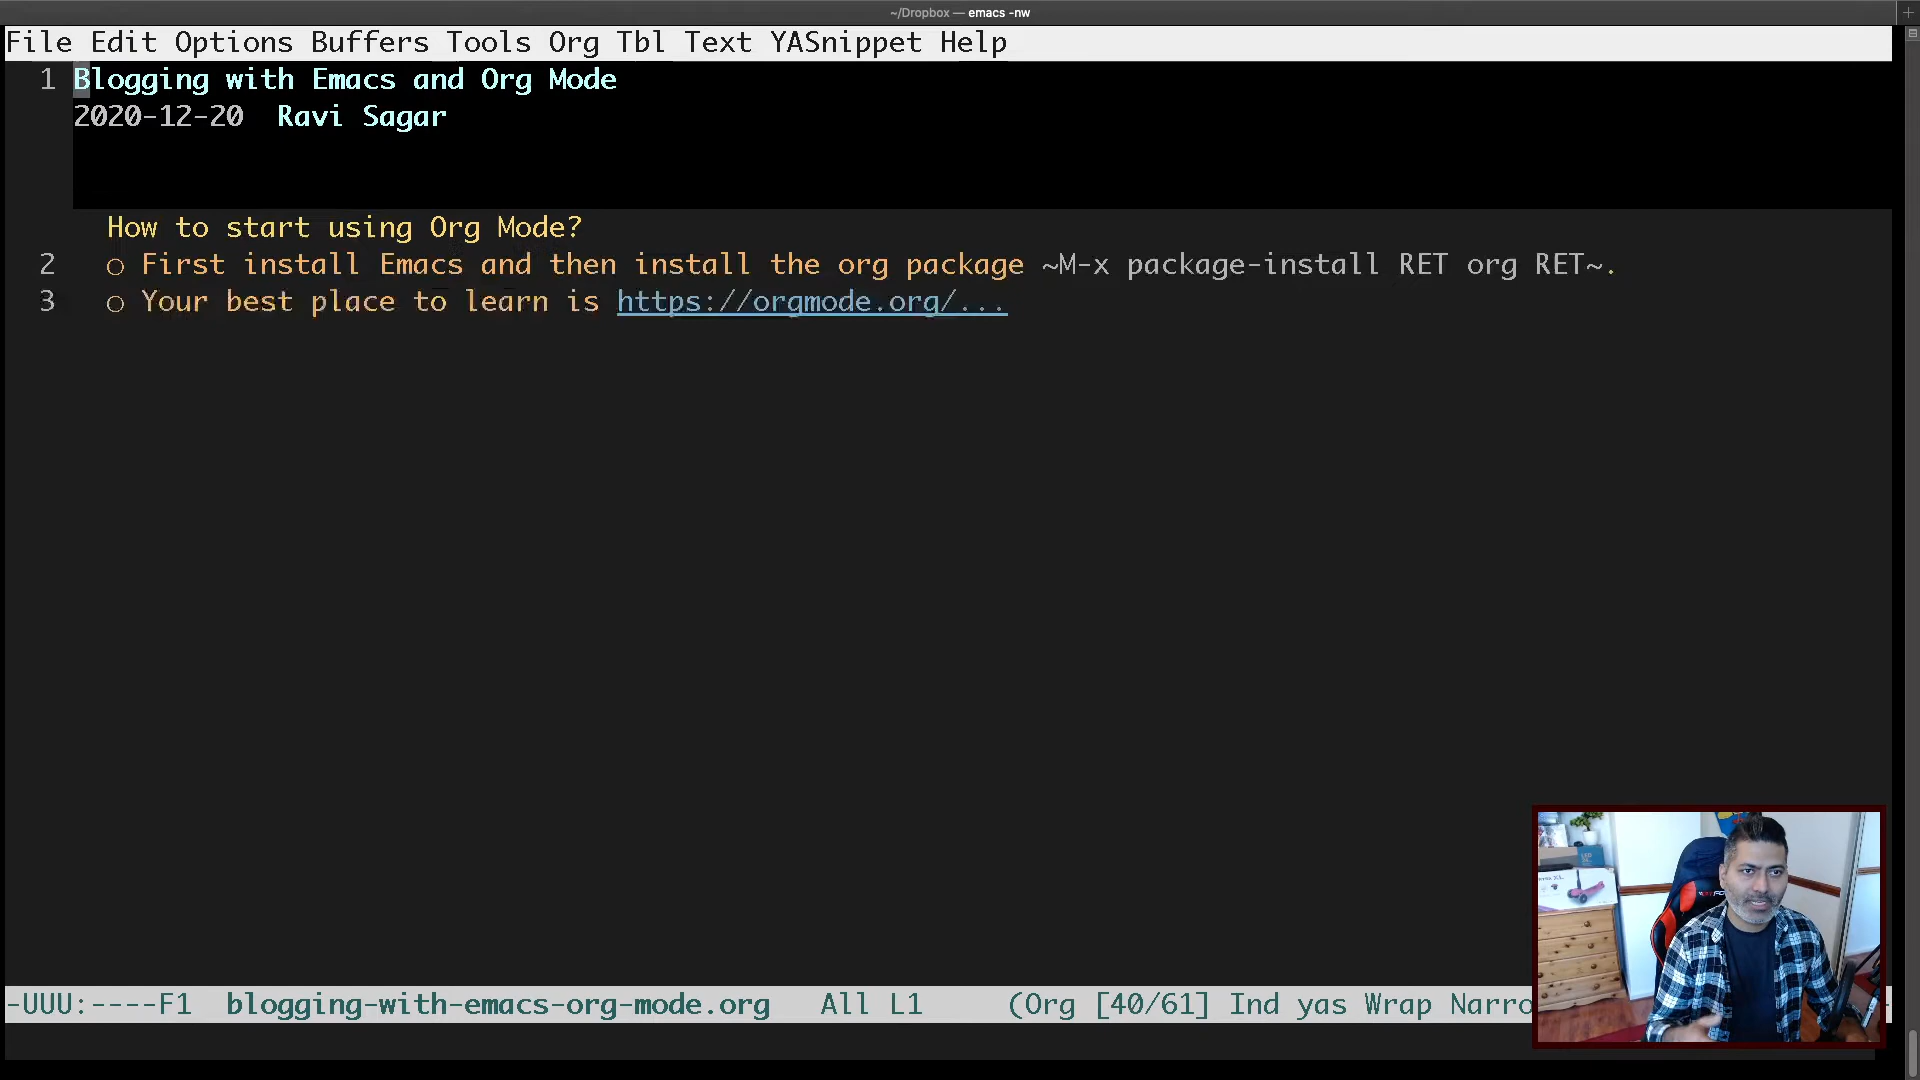 ~/Dropbox — emacs -nw
File Edit Options Buffers Tools Org Tbl Text YASnippet Help
1 Blogging with Emacs and Org Mode
2020-12-20  Ravi Sagar
How to start using Org Mode?
2 ○ First install Emacs and then install the org package ~M-x package-install RET org RET~.
3 ○ Your best place to learn is https://orgmode.org/...
-UUU:----F1  blogging-with-emacs-org-mode.org   All L1     (Org [40/61] Ind yas Wrap Narro